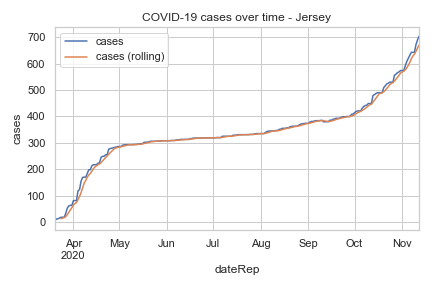 COVID-19 cases over time - Jersey
cases
cases (rolling)
700
600
500
400
300
200
100
0
cases
Apr May Jun Jul Aug Sep Oct Nov
2020
dateRep